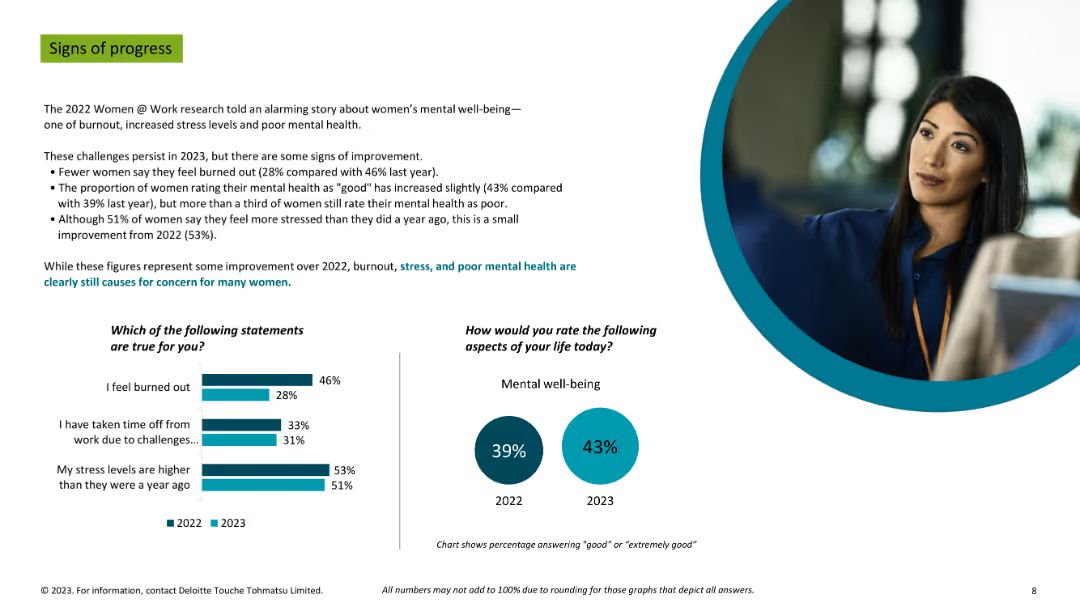 Signs of progress
The 2022 Women @ Work research told an alarming story about women's mental well-being—
one of burnout, increased stress levels and poor mental health.
These challenges persist in 2023, but there are some signs of improvement.
• Fewer women say they feel burned out (28% compared with 46% last year).
• The proportion of women rating their mental health as "good" has increased slightly (43% compared
with 39% last year), but more than a third of women still rate their mental health as poor.
• Although 51% of women say they feel more stressed than they did a year ago, this is a small
improvement from 2022 (53%).
While these figures represent some improvement over 2022, burnout, stress, and poor mental health are
clearly still causes for concern for many women.
Which of the following statements
are true for you?
I feel burned out
46%
28%
I have taken time off from
work due to challenges...
33%
31%
My stress levels are higher
than they were a year ago
53%
51%
2022 2023
How would you rate the following
aspects of your life today?
Mental well-being
39%
43%
2022
2023
Chart shows percentage answering "good" or "extremely good"
© 2023. For information, contact Deloitte Touche Tohmatsu Limited.
All numbers may not add to 100% due to rounding for those graphs that depict all answers.
8